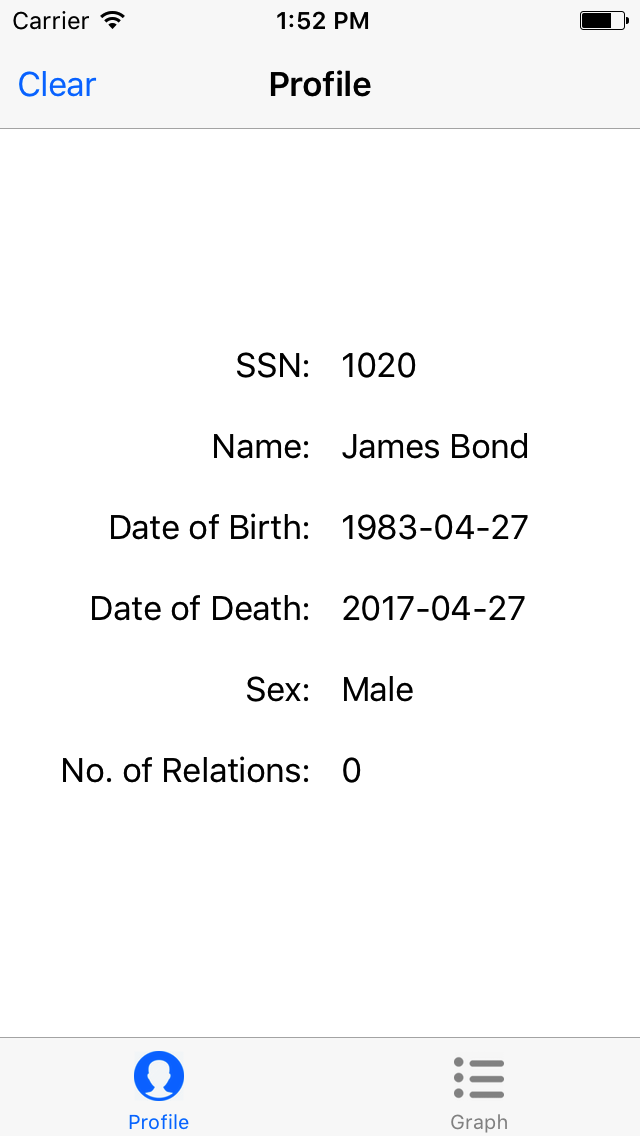 Carrier 1:52 PM
Clear Profile
SSN: 1020
Name: James Bond
Date of Birth: 1983-04-27
Date of Death: 2017-04-27
Sex: Male
No. of Relations: 0
Profile Graph